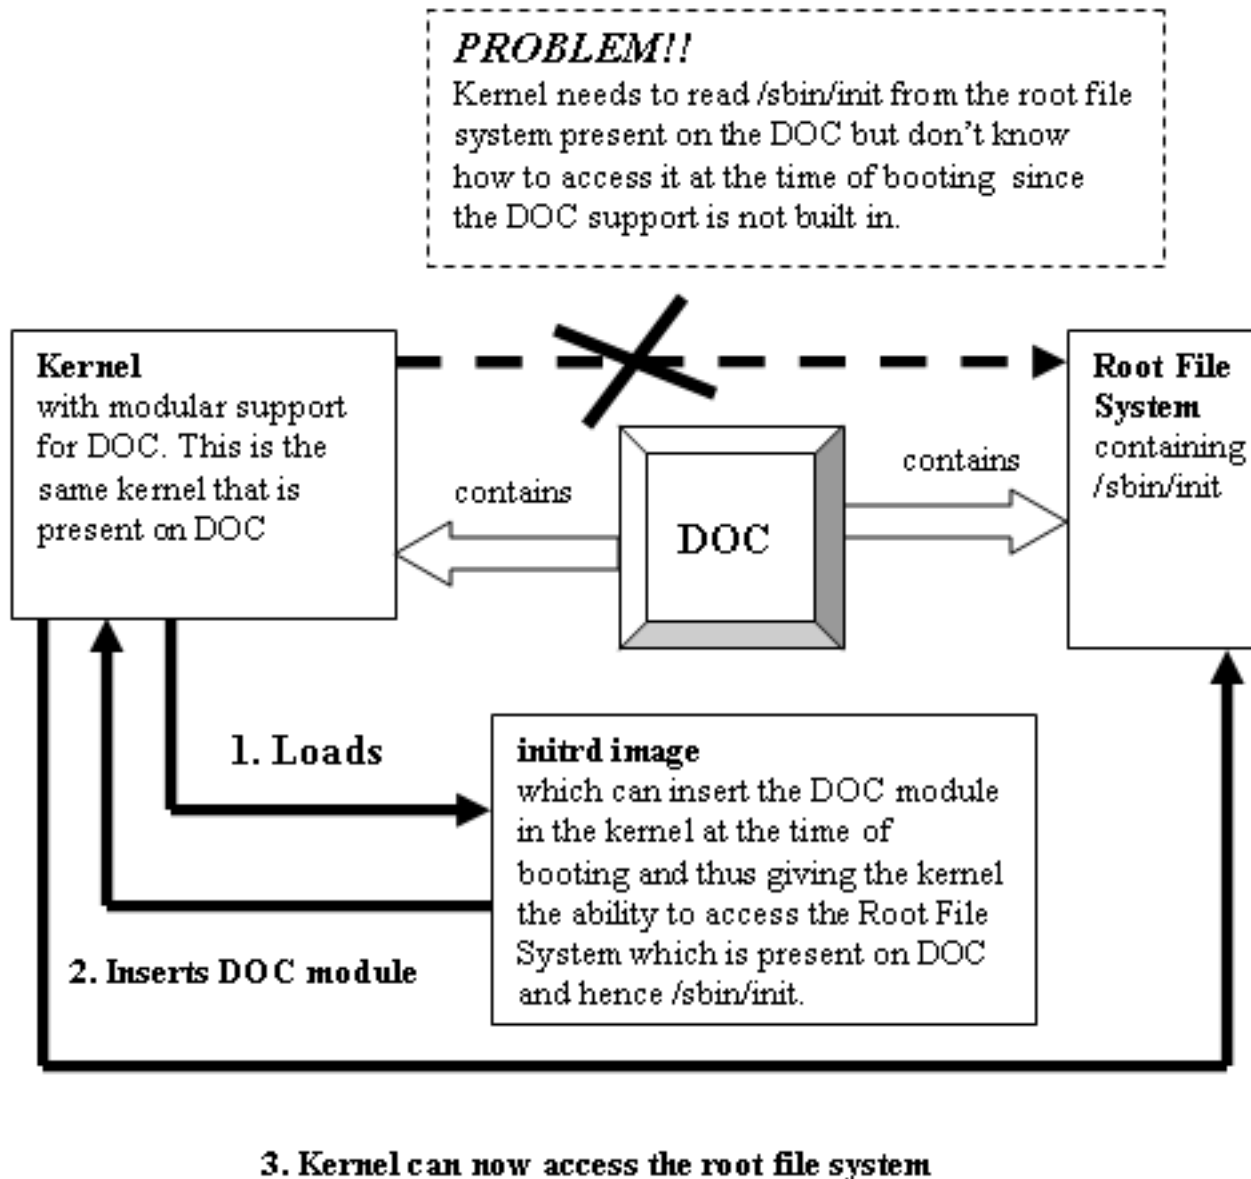 PROBLEM!!
Kernel needs to read /sbin/init from the root file
system present on the DOC but don't know
how to access it at the time of booting since
the DOC support is not built in.
Kernel
with modular support
for DOC. This is the
same kernel that is
present on DOC
contains
DOC
contains
Root File
System
containing
/sbin/init
1. Loads
2. Inserts DOC module
initrd image
which can insert the DOC module
in the kernel at the time of
booting and thus giving the kernel
the ability to access the Root File
System which is present on DOC
and hence /sbin/init.
3. Kernel can now access the root file system